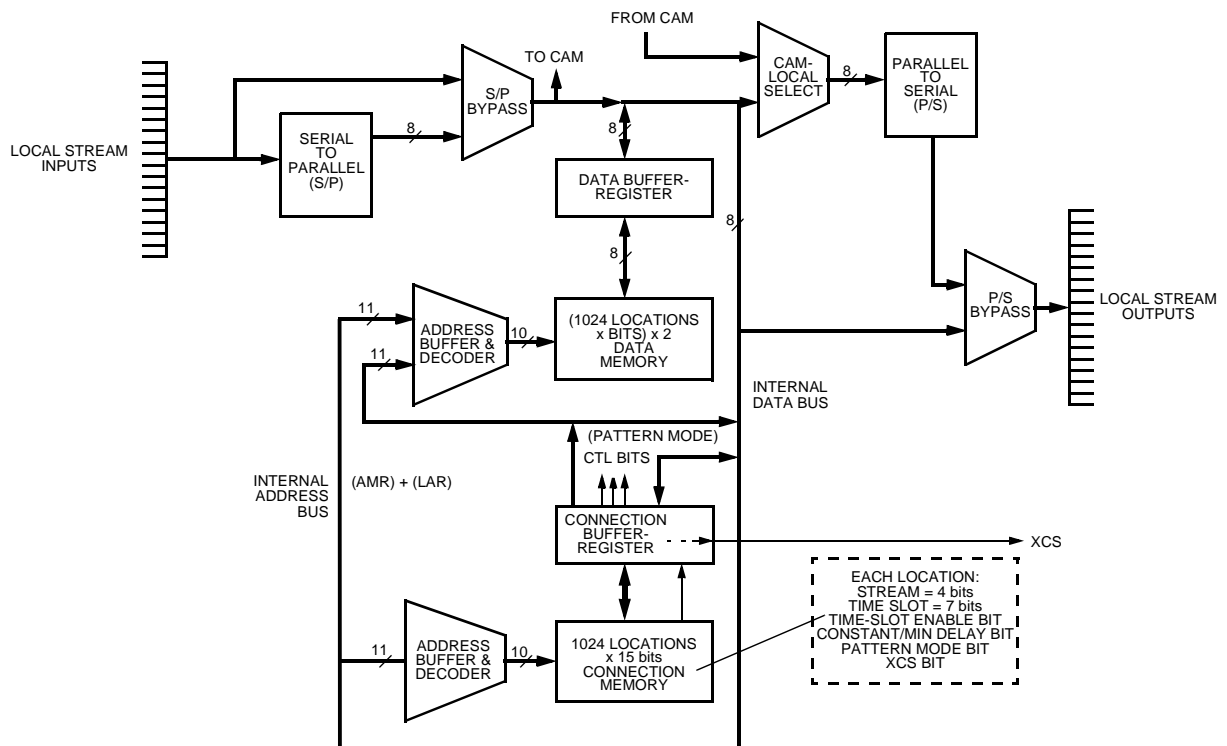 FROM CAM
TO CAM
S/P
BYPASS
CAM-
LOCAL
SELECT
8
PARALLEL
TO
SERIAL
(P/S)
LOCAL STREAM
INPUTS
SERIAL
TO
PARALLEL
(S/P)
8
8
DATA BUFFER-
REGISTER
8
8
11
ADDRESS
BUFFER &
DECODER
10
11
(1024 LOCATIONS
x BITS) x 2
DATA
MEMORY
P/S
BYPASS
LOCAL STREAM
OUTPUTS
INTERNAL
DATA BUS
(PATTERN MODE)
CTL BITS
INTERNAL
ADDRESS
BUS
(AMR) + (LAR)
CONNECTION
BUFFER-
REGISTER
XCS
11
ADDRESS
BUFFER &
DECODER
10
1024 LOCATIONS
x 15 bits
CONNECTION
MEMORY
EACH LOCATION:
STREAM = 4 bits
TIME SLOT = 7 bits
TIME-SLOT ENABLE BIT
CONSTANT/MIN DELAY BIT
PATTERN MODE BIT
XCS BIT